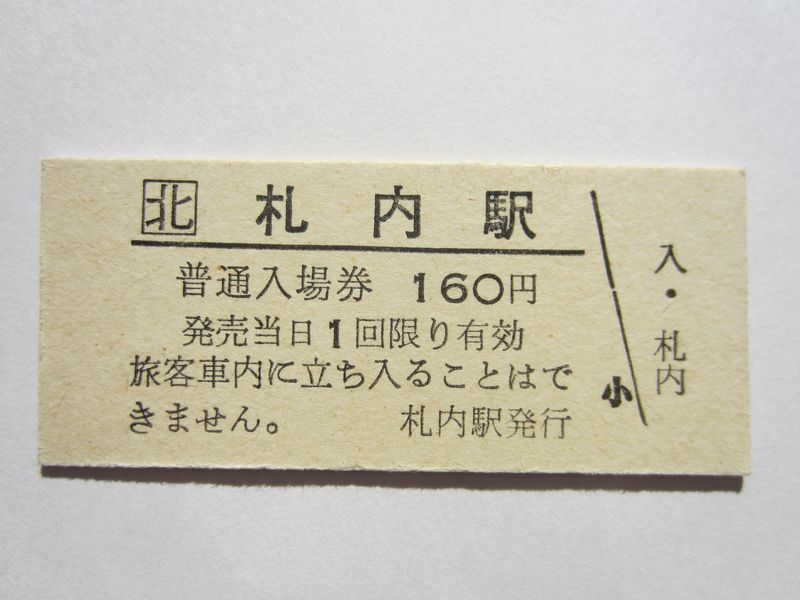 北 札内駅
普通入場券 160円
発売当日1回限り有効
旅客車内に立ち入ることはで
きません。 札内駅発行
小
入・札内